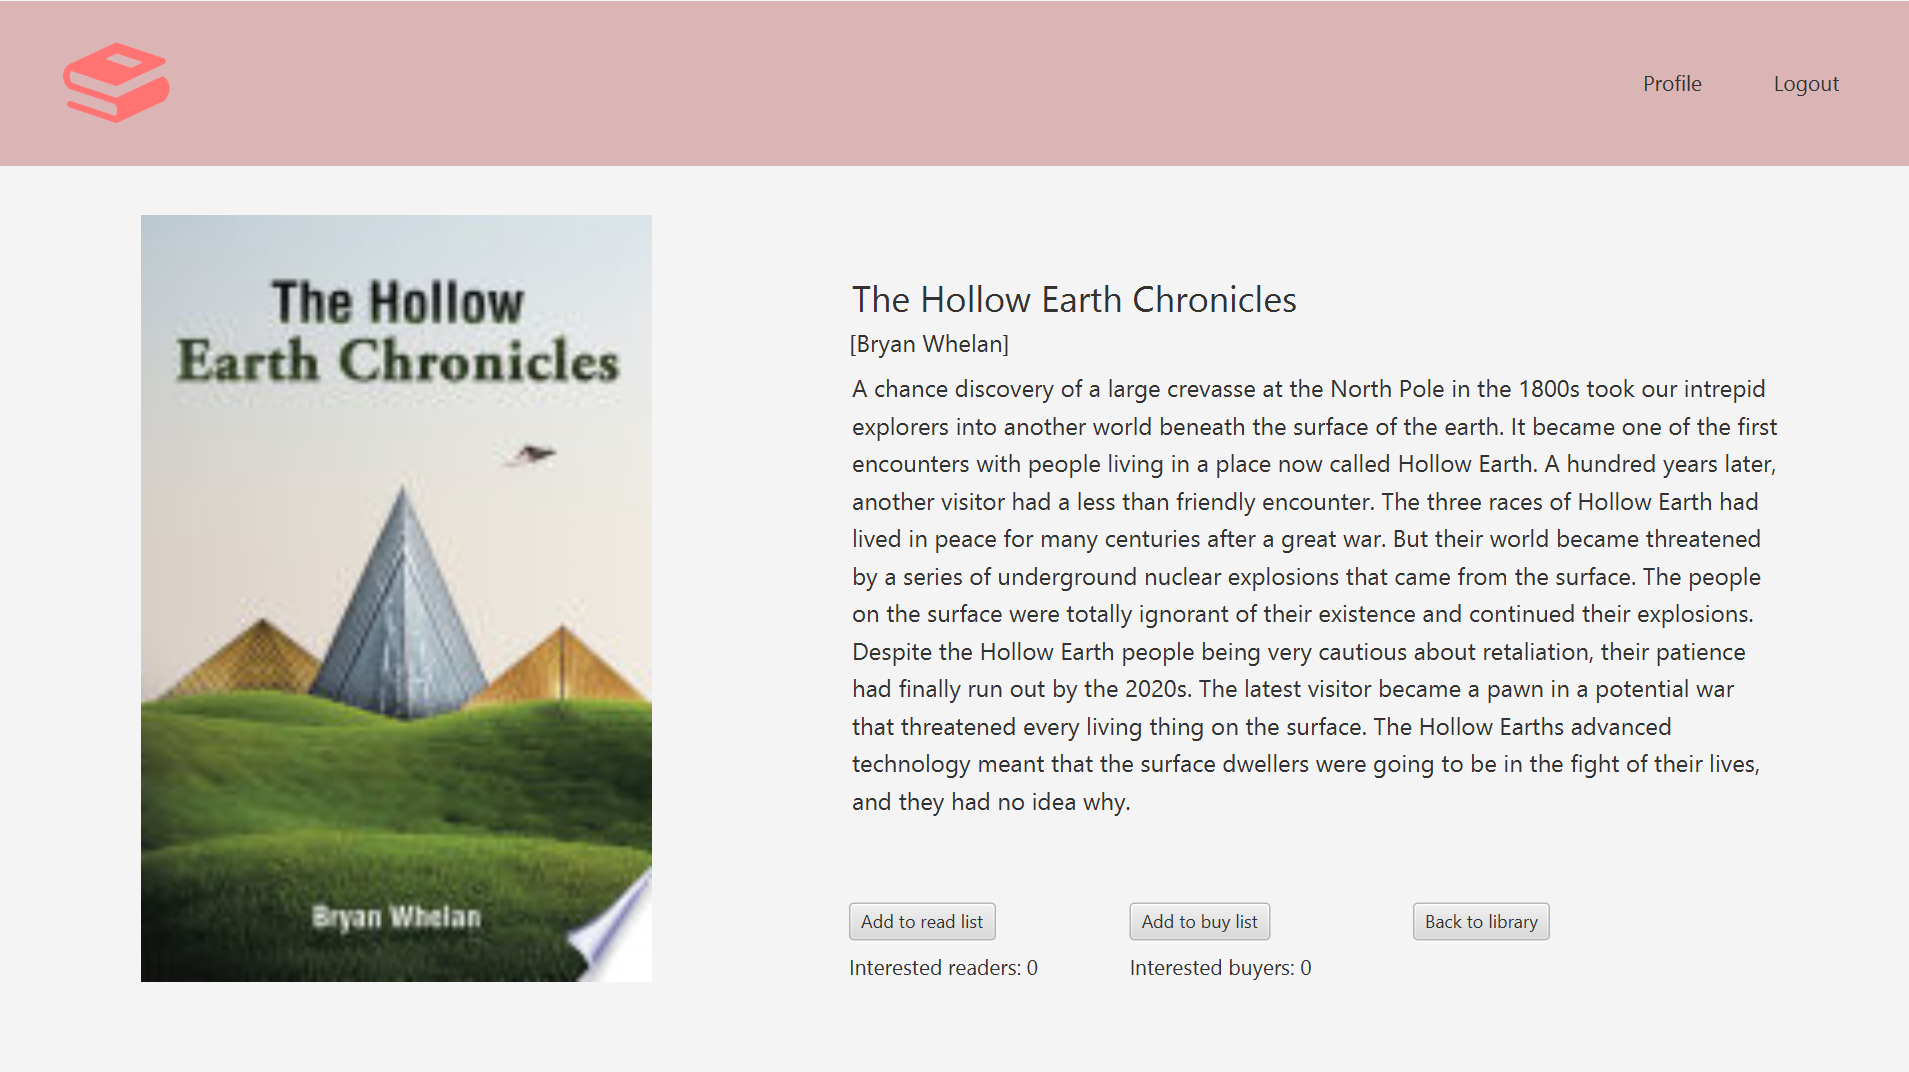 Profile
Logout
The Hollow
Earth Chronicles
Bryan Whelan
The Hollow Earth Chronicles
[Bryan Whelan]
A chance discovery of a large crevasse at the North Pole in the 1800s took our intrepid
explorers into another world beneath the surface of the earth. It became one of the first
encounters with people living in a place now called Hollow Earth. A hundred years later,
another visitor had a less than friendly encounter. The three races of Hollow Earth had
lived in peace for many centuries after a great war. But their world became threatened
by a series of underground nuclear explosions that came from the surface. The people
on the surface were totally ignorant of their existence and continued their explosions.
Despite the Hollow Earth people being very cautious about retaliation, their patience
had finally run out by the 2020s. The latest visitor became a pawn in a potential war
that threatened every living thing on the surface. The Hollow Earths advanced
technology meant that the surface dwellers were going to be in the fight of their lives,
and they had no idea why.
Add to read list
Add to buy list
Back to library
Interested readers: 0
Interested buyers: 0